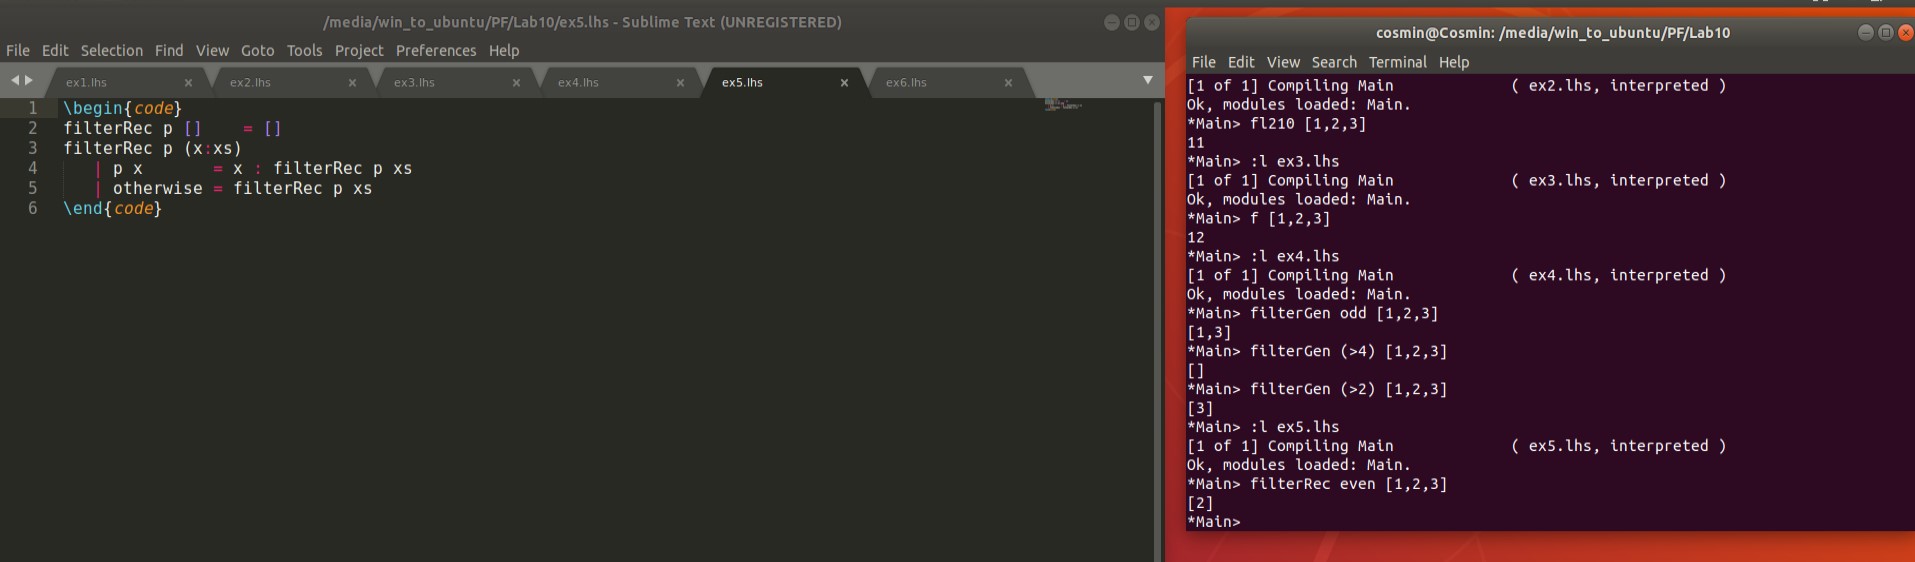 /media/win_to_ubuntu/PF/Lab10/ex5.lhs - Sublime Text (UNREGISTERED)
File Edit Selection Find View Goto Tools Project Preferences Help
ex1.lhs ex2.lhs ex3.lhs ex4.lhs ex5.lhs ex6.lhs
1 \begin{code}
2 filterRec p []    = []
3 filterRec p (x:xs)
4    | p x       = x : filterRec p xs
5    | otherwise = filterRec p xs
6 \end{code}
cosmin@Cosmin: /media/win_to_ubuntu/PF/Lab10
File Edit View Search Terminal Help
[1 of 1] Compiling Main             ( ex2.lhs, interpreted )
Ok, modules loaded: Main.
*Main> fl210 [1,2,3]
11
*Main> :l ex3.lhs
[1 of 1] Compiling Main             ( ex3.lhs, interpreted )
Ok, modules loaded: Main.
*Main> f [1,2,3]
12
*Main> :l ex4.lhs
[1 of 1] Compiling Main             ( ex4.lhs, interpreted )
Ok, modules loaded: Main.
*Main> filterGen odd [1,2,3]
[1,3]
*Main> filterGen (>4) [1,2,3]
[]
*Main> filterGen (>2) [1,2,3]
[3]
*Main> :l ex5.lhs
[1 of 1] Compiling Main             ( ex5.lhs, interpreted )
Ok, modules loaded: Main.
*Main> filterRec even [1,2,3]
[2]
*Main>